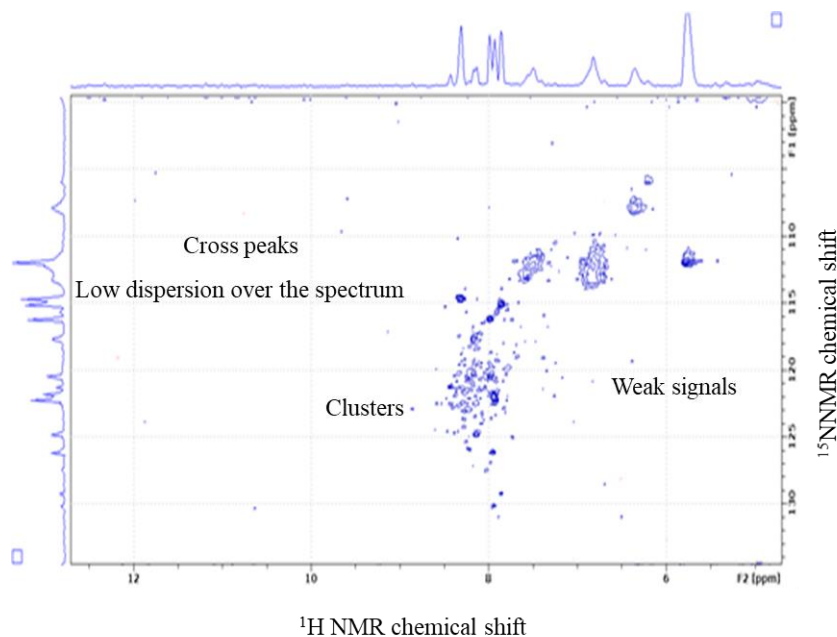 F1 [ppm]
110
115
120
125
130
Cross peaks
Low dispersion over the spectrum
Clusters
Weak signals
¹⁵NNMR chemical shift
12
10
8
6
F2 [ppm]
¹H NMR chemical shift